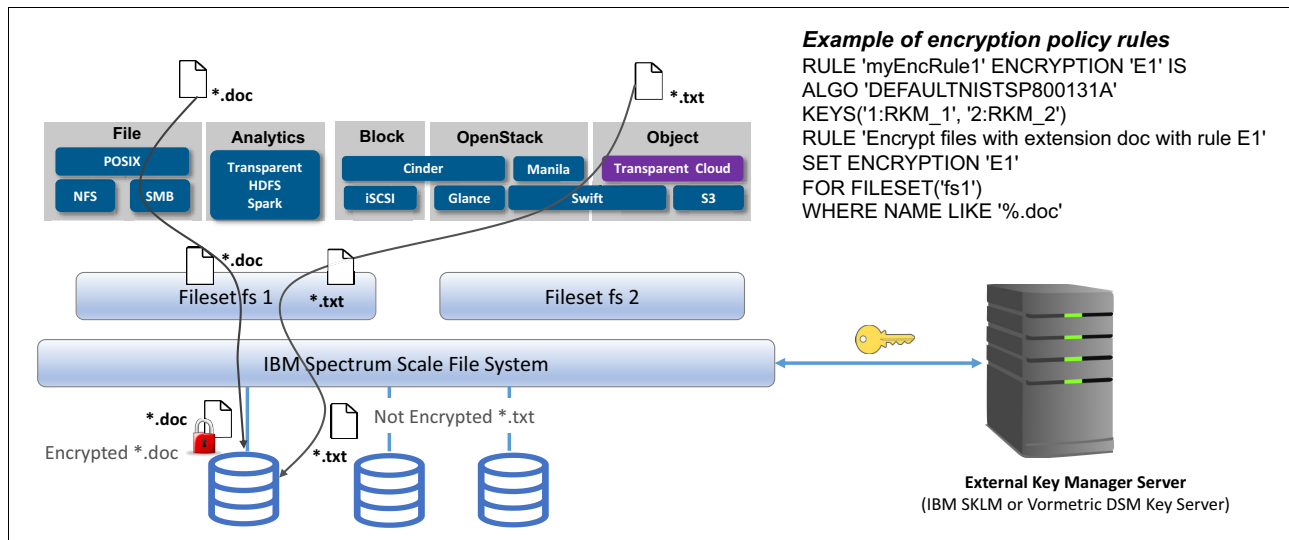 Example of encryption policy rules
RULE 'myEncRule1' ENCRYPTION 'E1' IS
ALGO 'DEFAULTNISTSP800131A'
KEYS('1:RKM_1', '2:RKM_2')
RULE 'Encrypt files with extension doc with rule E1'
SET ENCRYPTION 'E1'
FOR FILESET('fs1')
WHERE NAME LIKE '%.doc'
*.doc
*.txt
File
POSIX
NFS
SMB
Analytics
Transparent
HDFS
Spark
Block
OpenStack
Object
Cinder
Manila
Transparent Cloud
iSCSI
Glance
Swift
S3
*.doc
*.txt
Fileset fs 1
Fileset fs 2
IBM Spectrum Scale File System
*.doc
Encrypted *.doc
*.txt
Not Encrypted *.txt
External Key Manager Server
(IBM SKLM or Vormetric DSM Key Server)